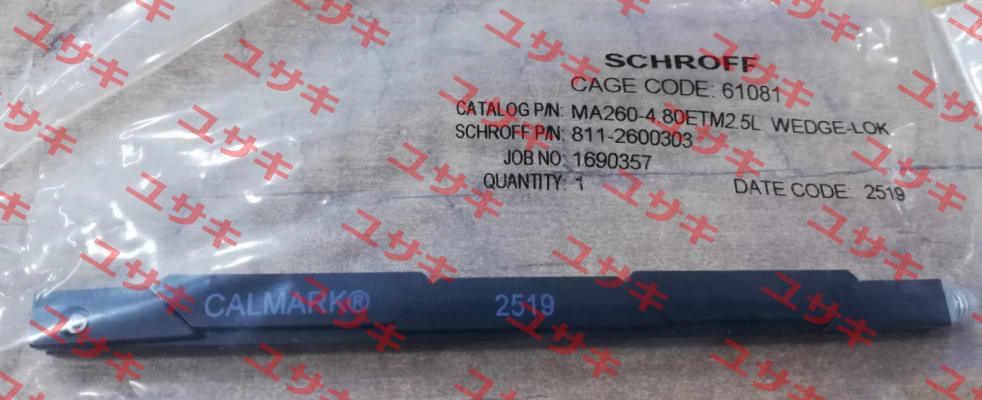 SCHROFF
CAGE CODE: 61081
CATALOG P/N: MA260-4.80ETM2.5L WEDGE-LOK
SCHROFF P/N: 811-2600303
JOB NO: 1690357
QUANTITY: 1 DATE CODE: 2519
CALMARK® 2519
ユサキ